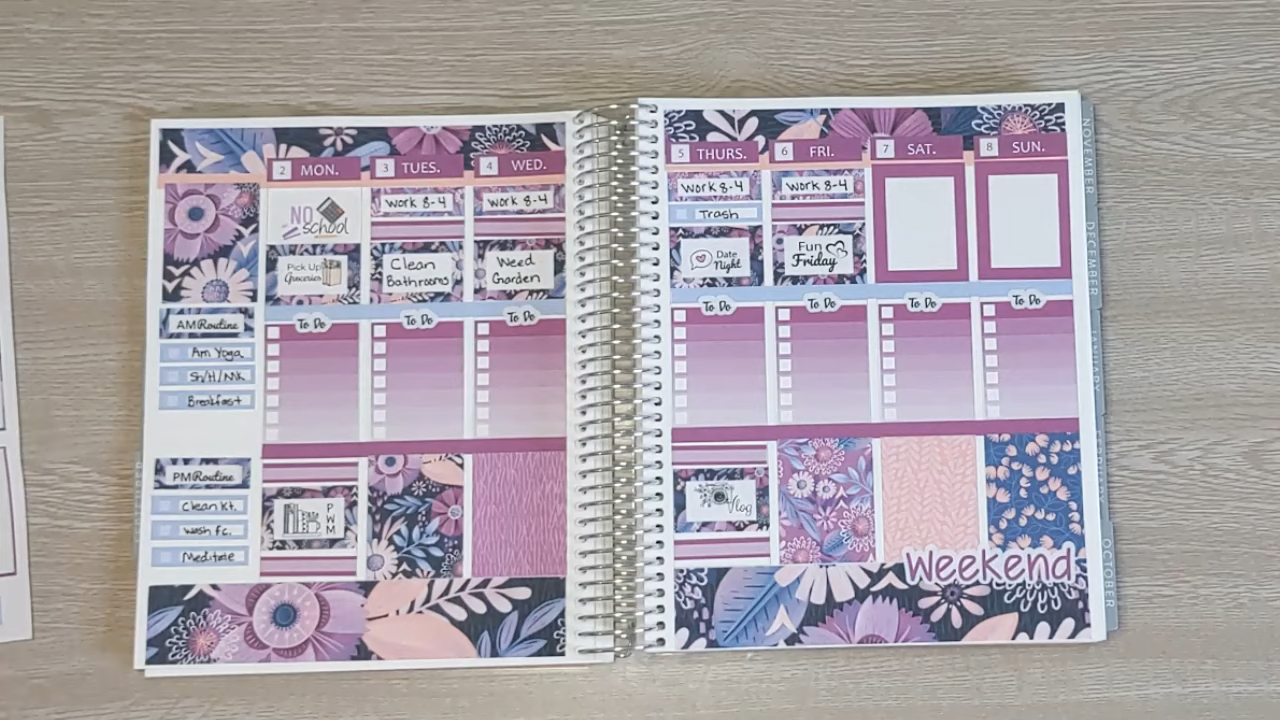 2 MON.
3 TUES.
4 WED.
5 THURS.
6 FRI.
7 SAT.
8 SUN.
NO
School
Work 8-4
Work 8-4
Work 8-4
Work 8-4
Trash
Pick Up
Groceries
Clean
Bathrooms
Weed
Garden
Date
Night
Fun
Friday
AM Routine
Am Yoga
Sh/H/Mk
Breakfast
To Do
To Do
To Do
To Do
To Do
To Do
To Do
PM Routine
Clean Kt.
Wash fc.
Meditate
P
W
M
Vlog
Weekend
NOVEMBER
DECEMBER
JANUARY
OCTOBER